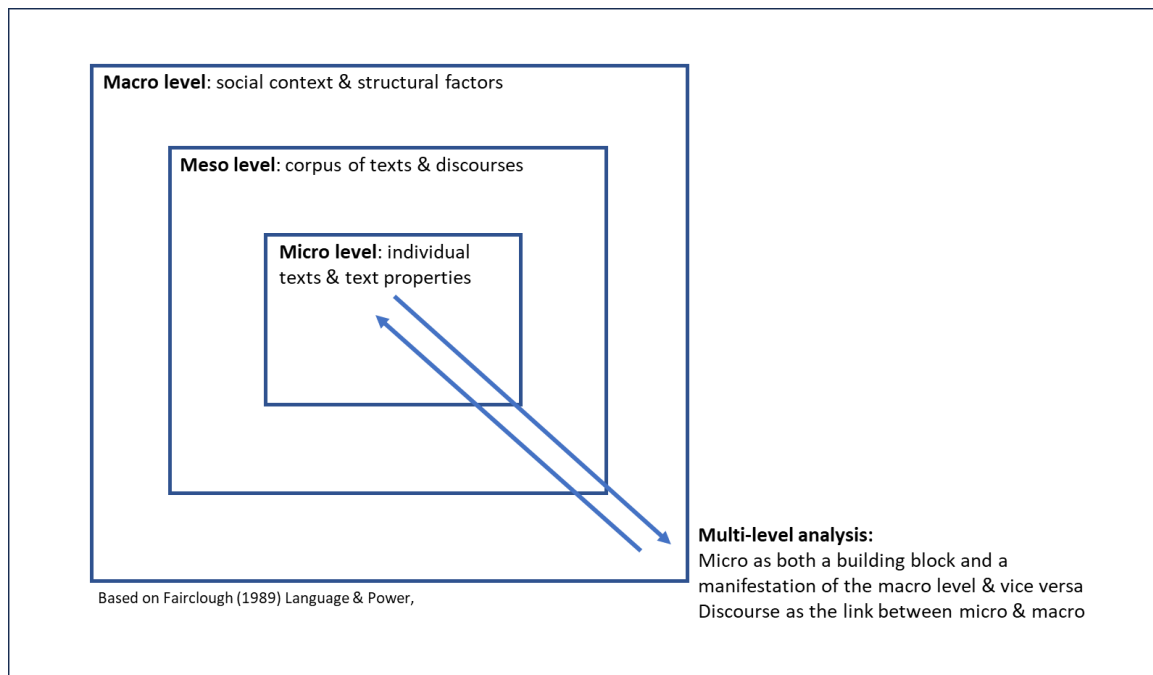 Macro level: social context & structural factors
Meso level: corpus of texts & discourses
Micro level: individual
texts & text properties
Multi-level analysis:
Micro as both a building block and a
manifestation of the macro level & vice versa
Discourse as the link between micro & macro
Based on Fairclough (1989) Language & Power,